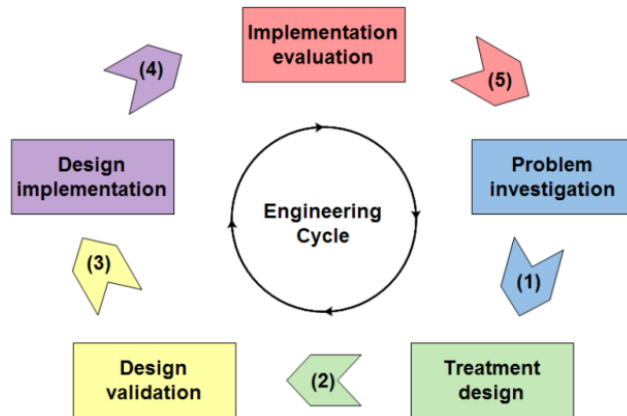 Implementation
evaluation
(4)
(5)
Design
implementation
Engineering
Cycle
Problem
investigation
(3)
(1)
Design
validation
(2)
Treatment
design